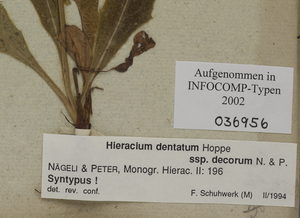 Aufgenommen in
INFOCOMP-Typen
2002
036956
Hieracium dentatum Hoppe
ssp. decorum N. & P.
NÄGELI & PETER, Monogr. Hierac. II: 196
Syntypus !
det. rev. conf.
F. Schuhwerk (M) II/1994